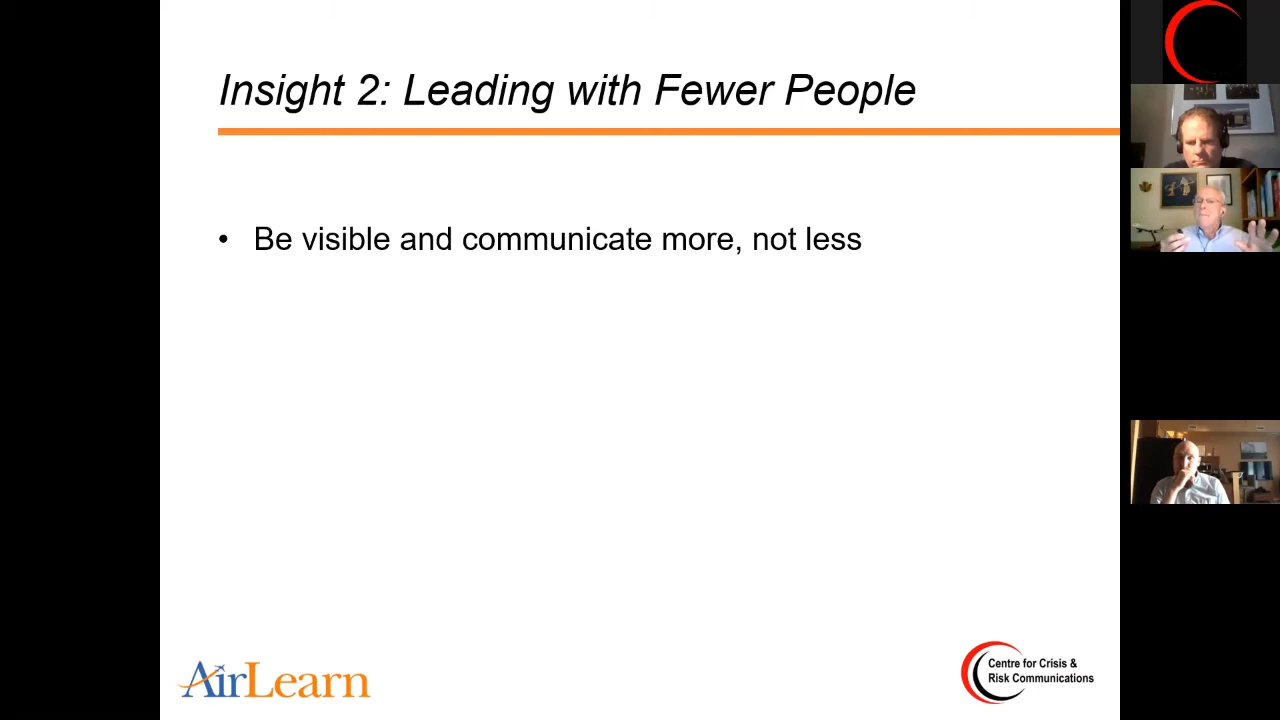 Insight 2: Leading with Fewer People
• Be visible and communicate more, not less
AirLearn
Centre for Crisis &
Risk Communications